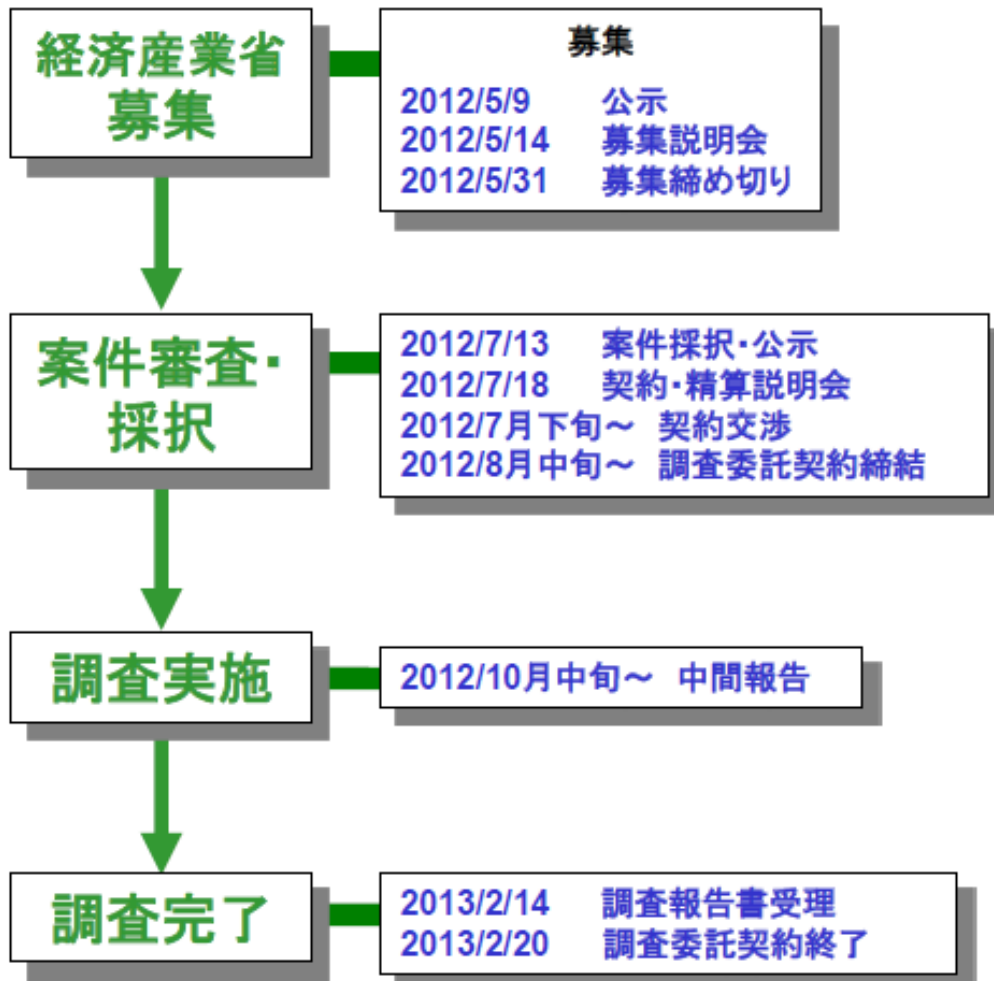 経済産業省
募集
募集
2012/5/9 公示
2012/5/14 募集説明会
2012/5/31 募集締め切り
案件審査・
採択
2012/7/13 案件採択・公示
2012/7/18 契約・精算説明会
2012/7月下旬～ 契約交渉
2012/8月中旬～ 調査委託契約締結
調査実施
2012/10月中旬～ 中間報告
調査完了
2013/2/14 調査報告書受理
2013/2/20 調査委託契約終了